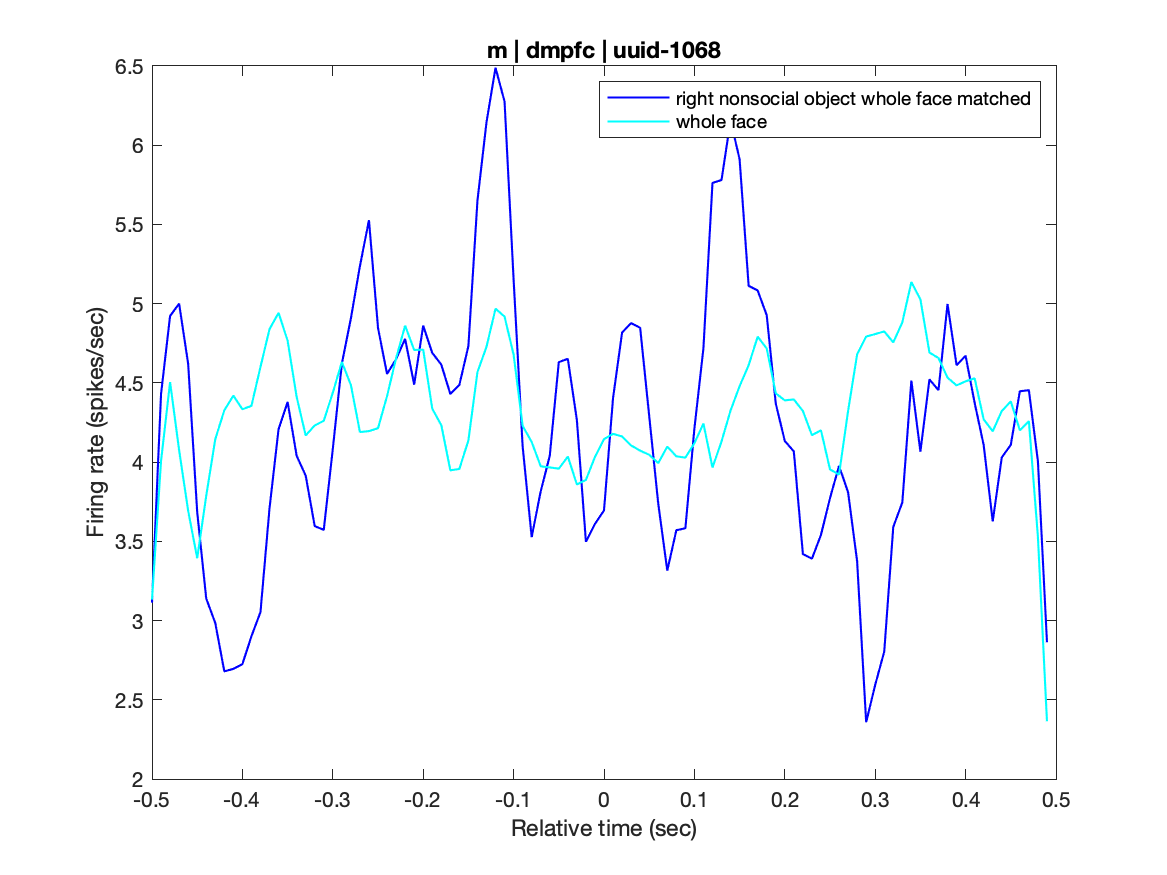 m | dmpfc | uuid-1068
right nonsocial object whole face matched
whole face
6.5
6
5.5
5
4.5
4
3.5
3
2.5
2
Firing rate (spikes/sec)
-0.5 -0.4 -0.3 -0.2 -0.1 0 0.1 0.2 0.3 0.4 0.5
Relative time (sec)